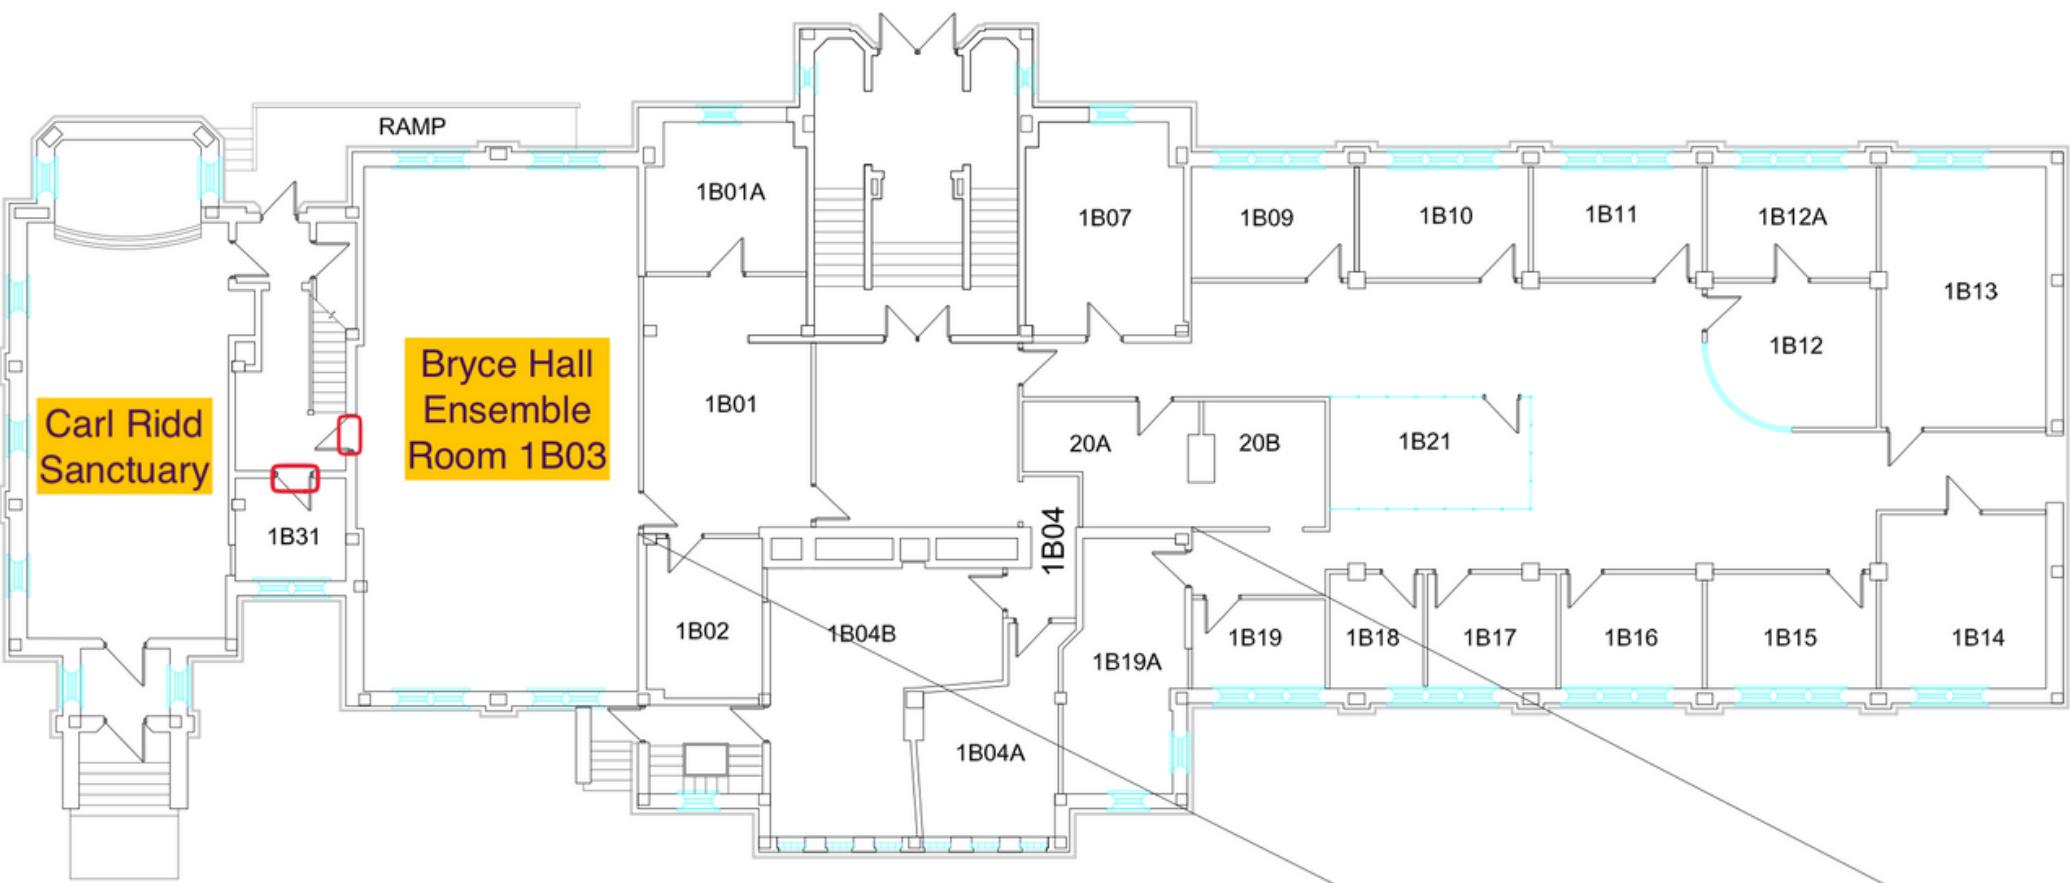 RAMP
1B01A
1B07
1B09
1B10
1B11
1B12A
1B13
1B12
Bryce Hall
Ensemble
Room 1B03
Carl Ridd
Sanctuary
1B01
20A
20B
1B21
1B31
1B04
1B02
1B04B
1B19A
1B19
1B18
1B17
1B16
1B15
1B14
1B04A